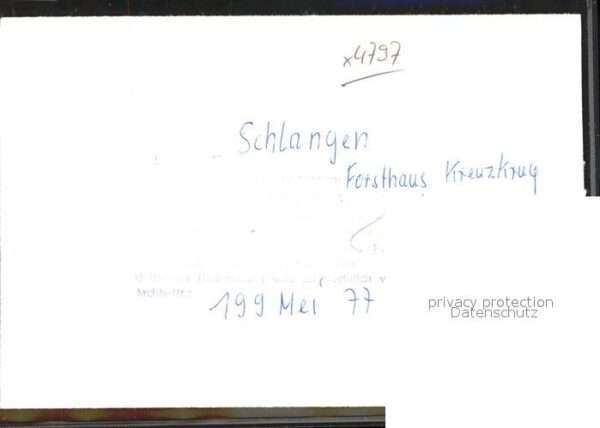 x4797
Schlangen
Forsthaus Kreuzkrug
199 Mei 77
privacy protection
Datenschutz